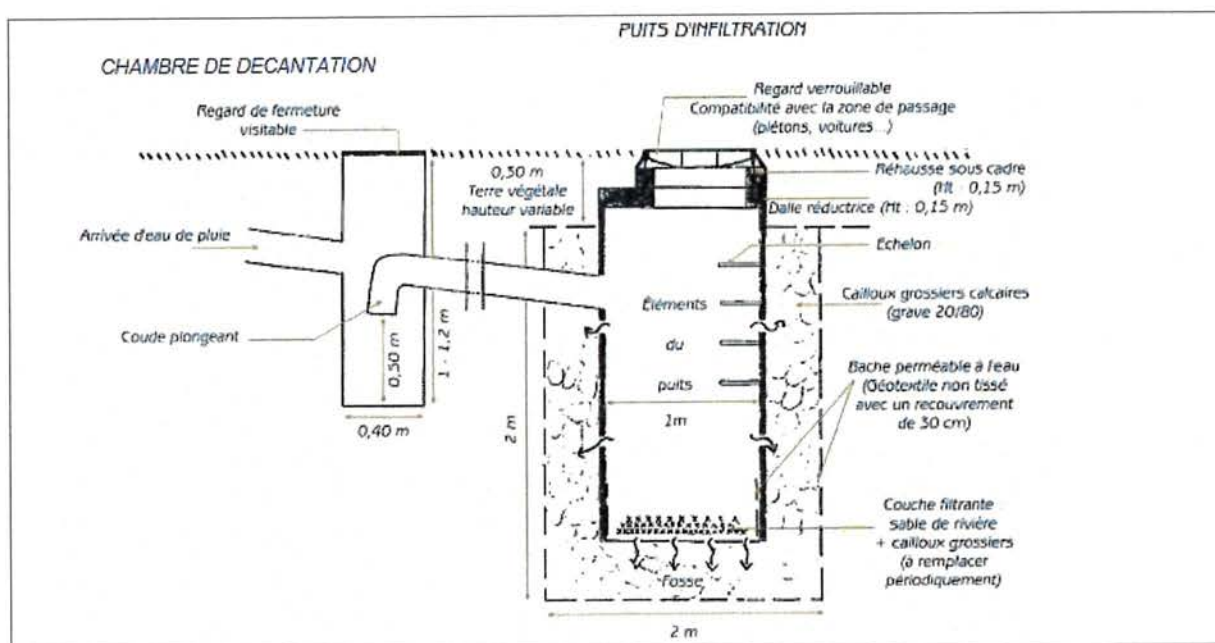 PUITS D'INFILTRATION
CHAMBRE DE DECANTATION
Regard de fermeture
visitable
Regard verrouillable
Compatibilité avec la zone de passage
(piétons, voitures...)
0,30 m
Terre végétale
hauteur variable
Réhausse sous cadre
(Ht : 0,15 m)
Dalle réductrice (Ht : 0,15 m)
Arrivée d'eau de pluie
Echelon
Cailloux grossiers calcaires
(grave 20/80)
Éléments
du
puits
Coude plongeant
0,50 m
1 - 1,2 m
0,40 m
2 m
1m
Bache perméable à l'eau
(Géotextile non tissé
avec un recouvrement
de 30 cm)
Couche filtrante
sable de rivière
+ cailloux grossiers
(à remplacer
périodiquement)
Fosse
2 m